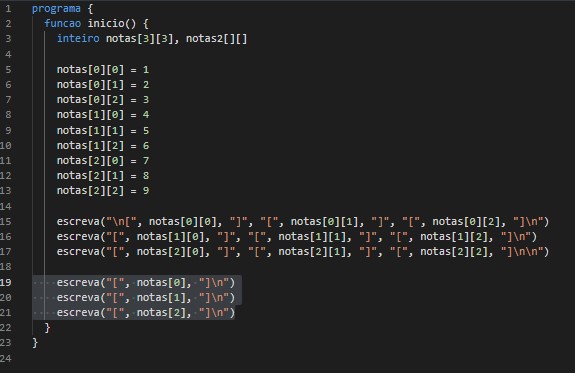 1 programa {
2 funcao inicio() {
3 inteiro notas[3][3], notas2[][]
4
5 notas[0][0] = 1
6 notas[0][1] = 2
7 notas[0][2] = 3
8 notas[1][0] = 4
9 notas[1][1] = 5
10 notas[1][2] = 6
11 notas[2][0] = 7
12 notas[2][1] = 8
13 notas[2][2] = 9
14
15 escreva("\n[", notas[0][0], "]", "[", notas[0][1], "]", "[", notas[0][2], "]\n")
16 escreva("[", notas[1][0], "]", "[", notas[1][1], "]", "[", notas[1][2], "]\n")
17 escreva("[", notas[2][0], "]", "[", notas[2][1], "]", "[", notas[2][2], "]\n\n")
18
19 escreva("[", notas[0], "]\n")
20 escreva("[", notas[1], "]\n")
21 escreva("[", notas[2], "]\n")
22 }
23 }
24